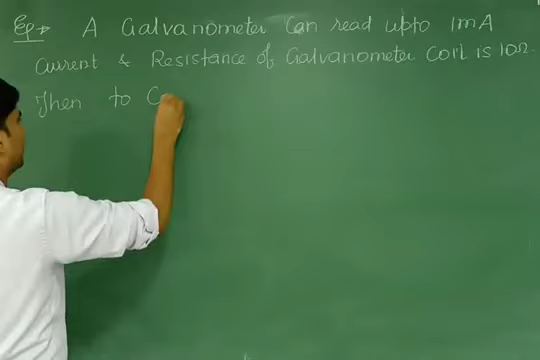 Eg → A Galvanometer Can read upto 1mA
Current & Resistance of Galvanometer Coil is 10Ω.
Then to C